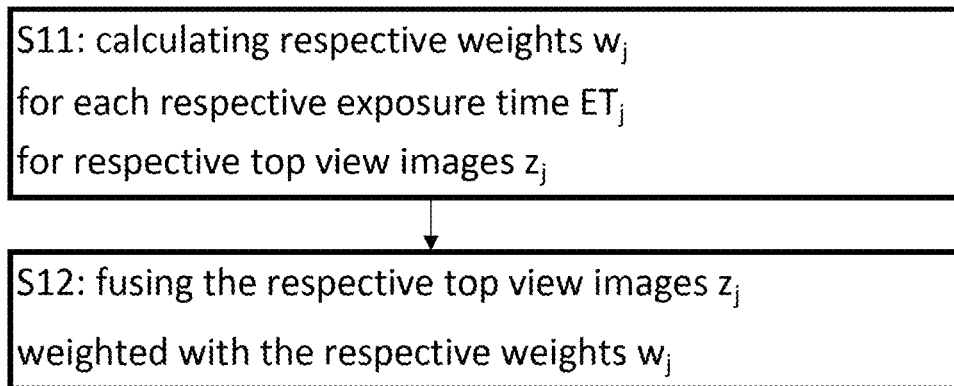 S11: calculating respective weights wj
for each respective exposure time ETj
for respective top view images zj
S12: fusing the respective top view images zj
weighted with the respective weights wj